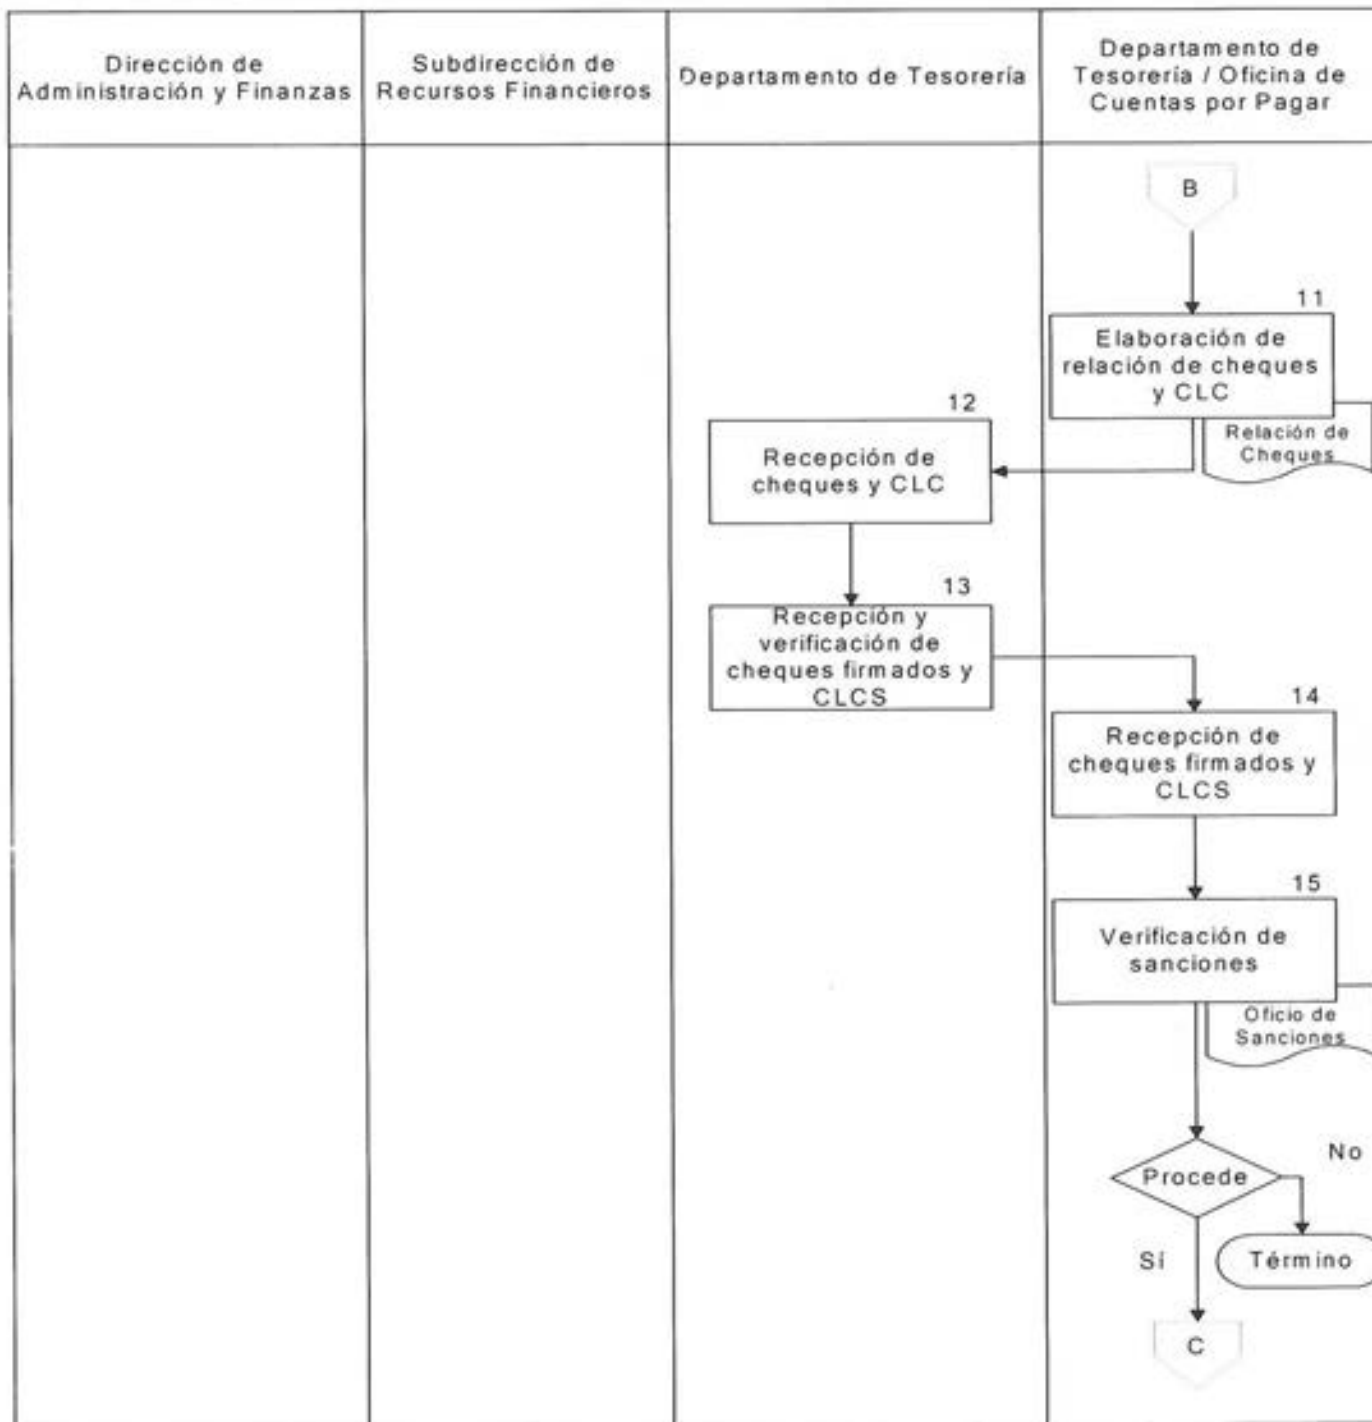 Dirección de
Administración y Finanzas
Subdirección de
Recursos Financieros
Departamento de Tesorería
Departamento de
Tesorería / Oficina de
Cuentas por Pagar
B
11
Elaboración de
relación de cheques
y CLC
Relación de
Cheques
12
Recepción de
cheques y CLC
13
Recepción y
verificación de
cheques firmados y
CLCS
14
Recepción de
cheques firmados y
CLCS
15
Verificación de
sanciones
Oficio de
Sanciones
Procede
No
Sí
Término
C